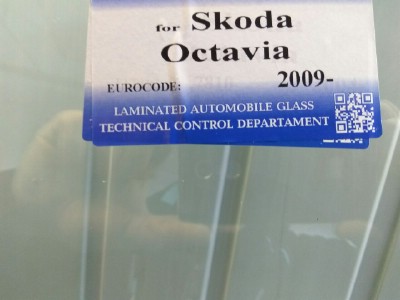 for Skoda
Octavia
EUROCODE: 2009-
LAMINATED AUTOMOBILE GLASS
TECHNICAL CONTROL DEPARTAMENT